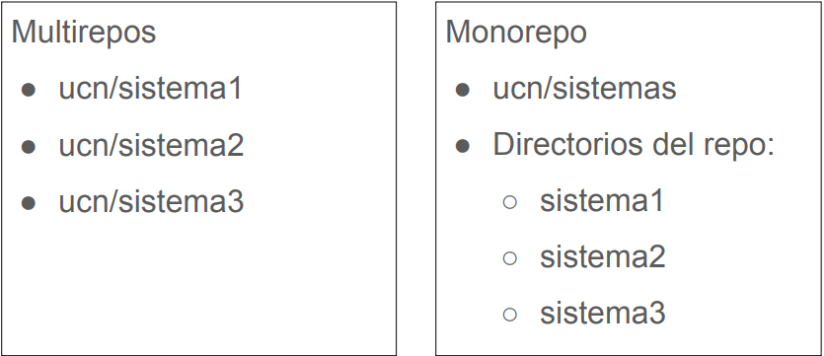 Multirepos
● ucn/sistema1
● ucn/sistema2
● ucn/sistema3
Monorepo
● ucn/sistemas
● Directorios del repo:
○ sistema1
○ sistema2
○ sistema3